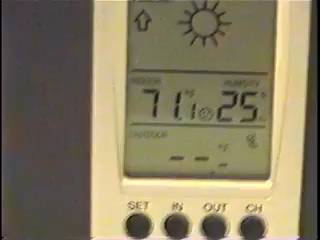 INDOOR HUMIDITY
71.1 °F 25 %
OUTDOOR
-- - °F
SET IN OUT CH